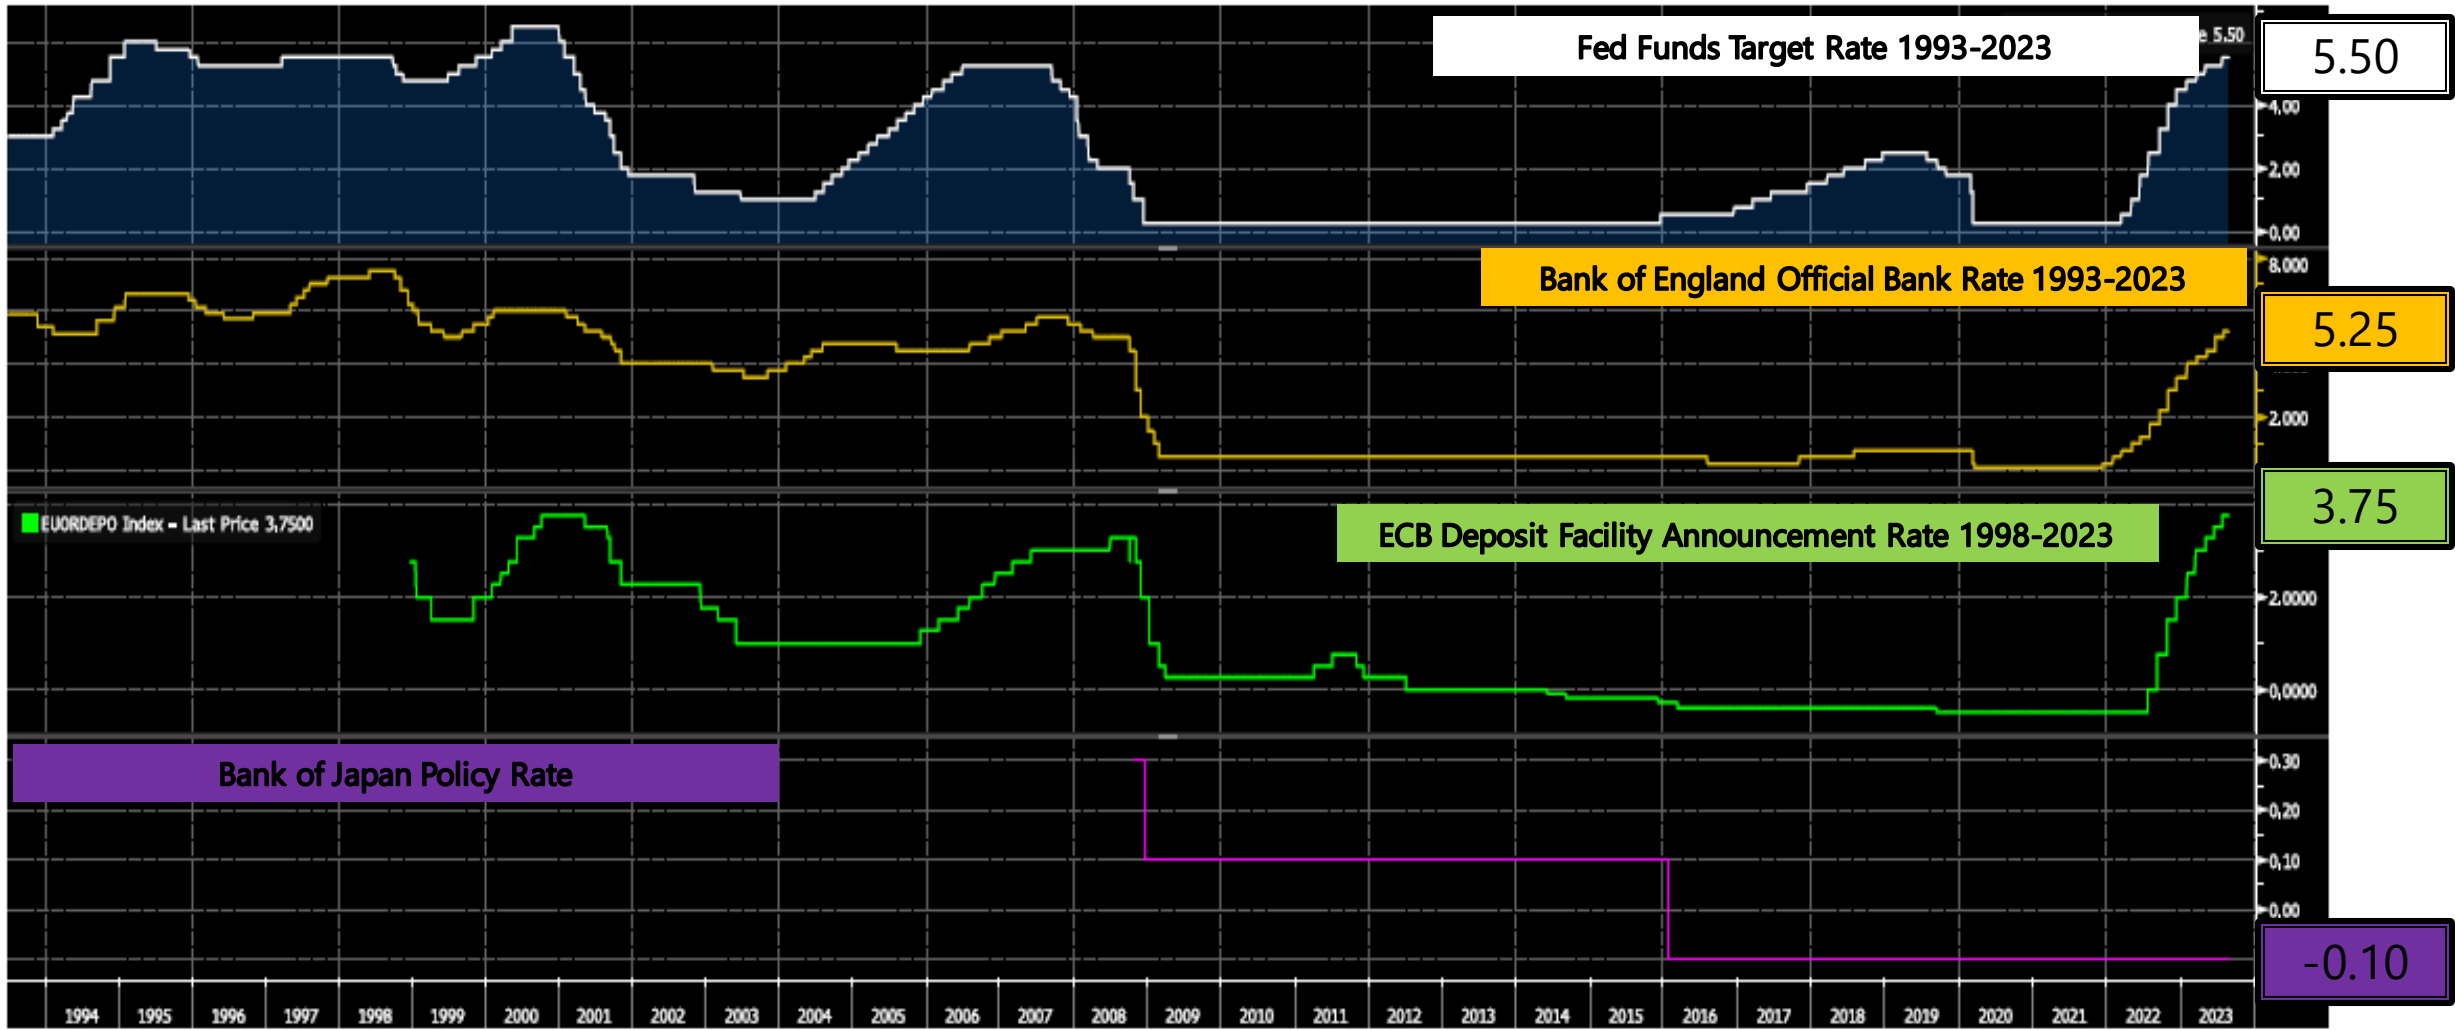 Fed Funds Target Rate 1993-2023
5.50
5.50
4.00
2.00
0.00
Bank of England Official Bank Rate 1993-2023
8.000
5.25
2.000
EUORDEPO Index - Last Price 3.7500
ECB Deposit Facility Announcement Rate 1998-2023
3.75
2.0000
0.0000
Bank of Japan Policy Rate
0.30
0.20
0.10
0.00
-0.10
1994 1995 1996 1997 1998 1999 2000 2001 2002 2003 2004 2005 2006 2007 2008 2009 2010 2011 2012 2013 2014 2015 2016 2017 2018 2019 2020 2021 2022 2023